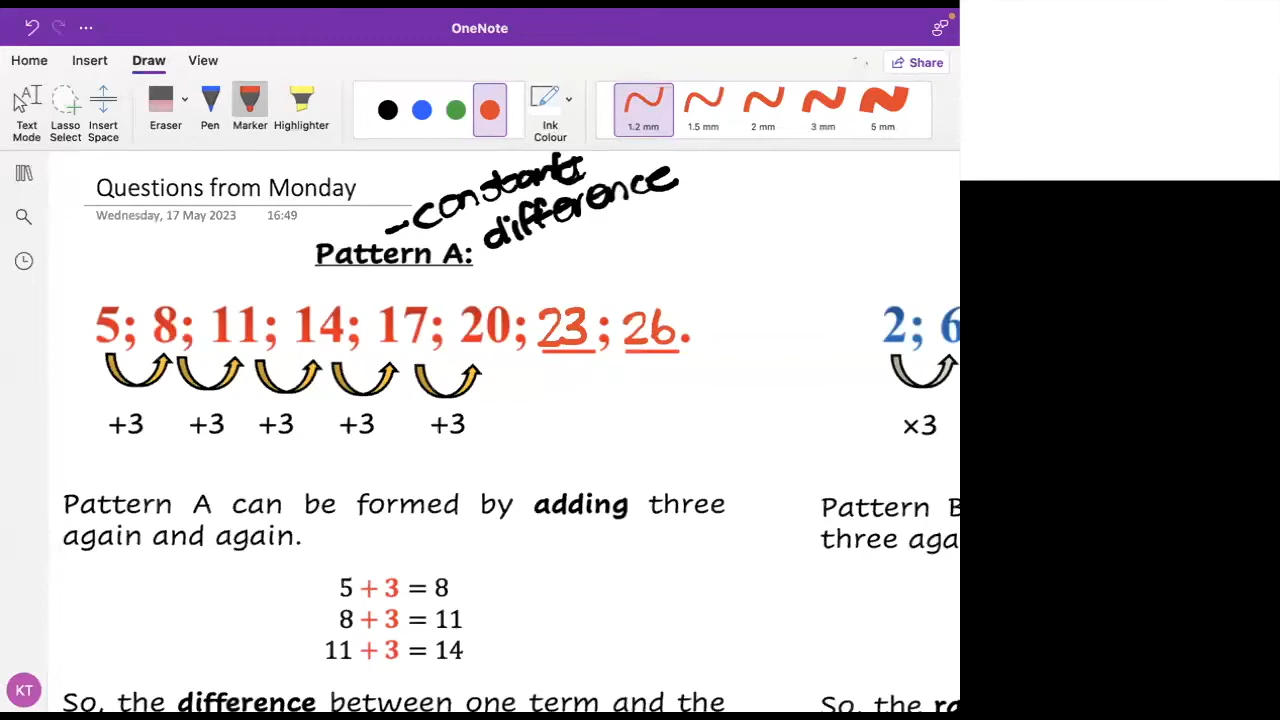 OneNote
Home Insert Draw View
Share
Text Mode
Lasso Select
Insert Space
Eraser
Pen
Marker
Highlighter
Ink Colour
1.2 mm
1.5 mm
2 mm
3 mm
5 mm
Questions from Monday
Wednesday, 17 May 2023 16:49
-constant
difference
Pattern A:
5; 8; 11; 14; 17; 20; 23; 26.
2; 6
+3 +3 +3 +3 +3
×3
Pattern A can be formed by adding three
again and again.
Pattern B
three aga
5 + 3 = 8
8 + 3 = 11
11 + 3 = 14
So, the difference between one term and the
So, the
KT